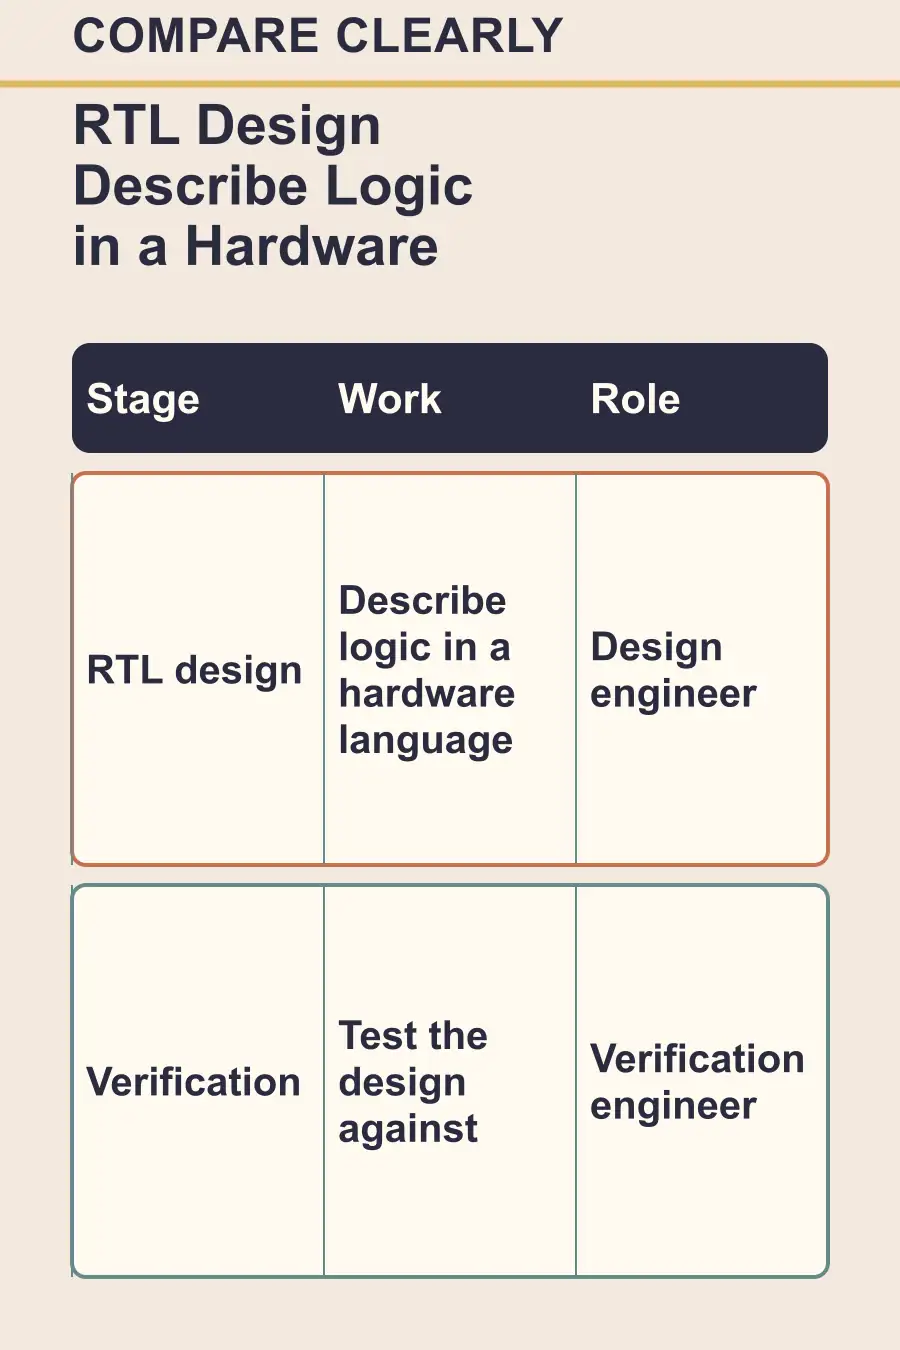 COMPARE CLEARLY
RTL Design
Describe Logic
in a Hardware
Stage Work Role
RTL design
Describe
logic in a
hardware
language
Design
engineer
Verification
Test the
design
against
Verification
engineer